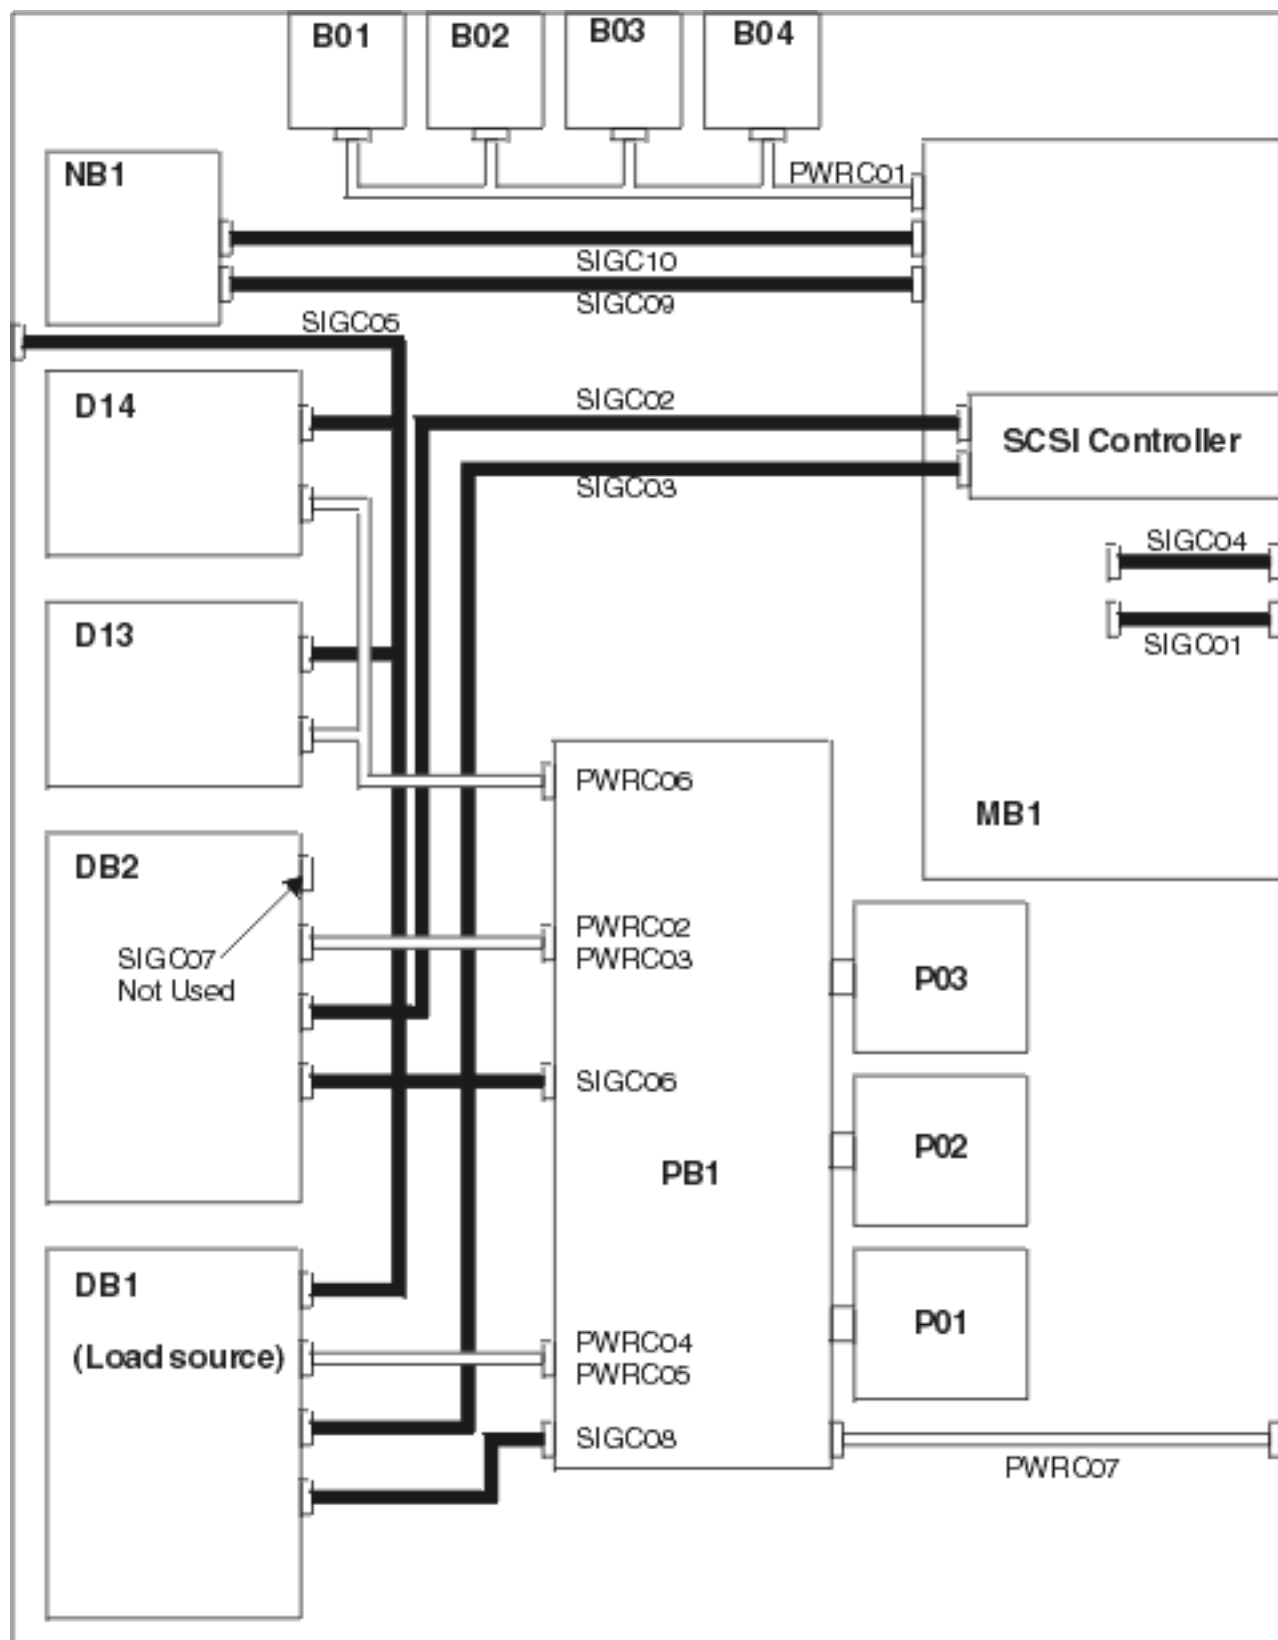 B01
B02
B03
B04
NB1
PWRC01
SIGC10
SIGC09
SIGC05
D14
SIGC02
SCSI Controller
SIGC03
SIGC04
D13
SIGC01
PWRC06
MB1
DB2
PWRC02
PWRC03
SIGC07
Not Used
P03
SIGC06
P02
PB1
DB1
P01
(Load source)
PWRC04
PWRC05
SIGC08
PWRC07